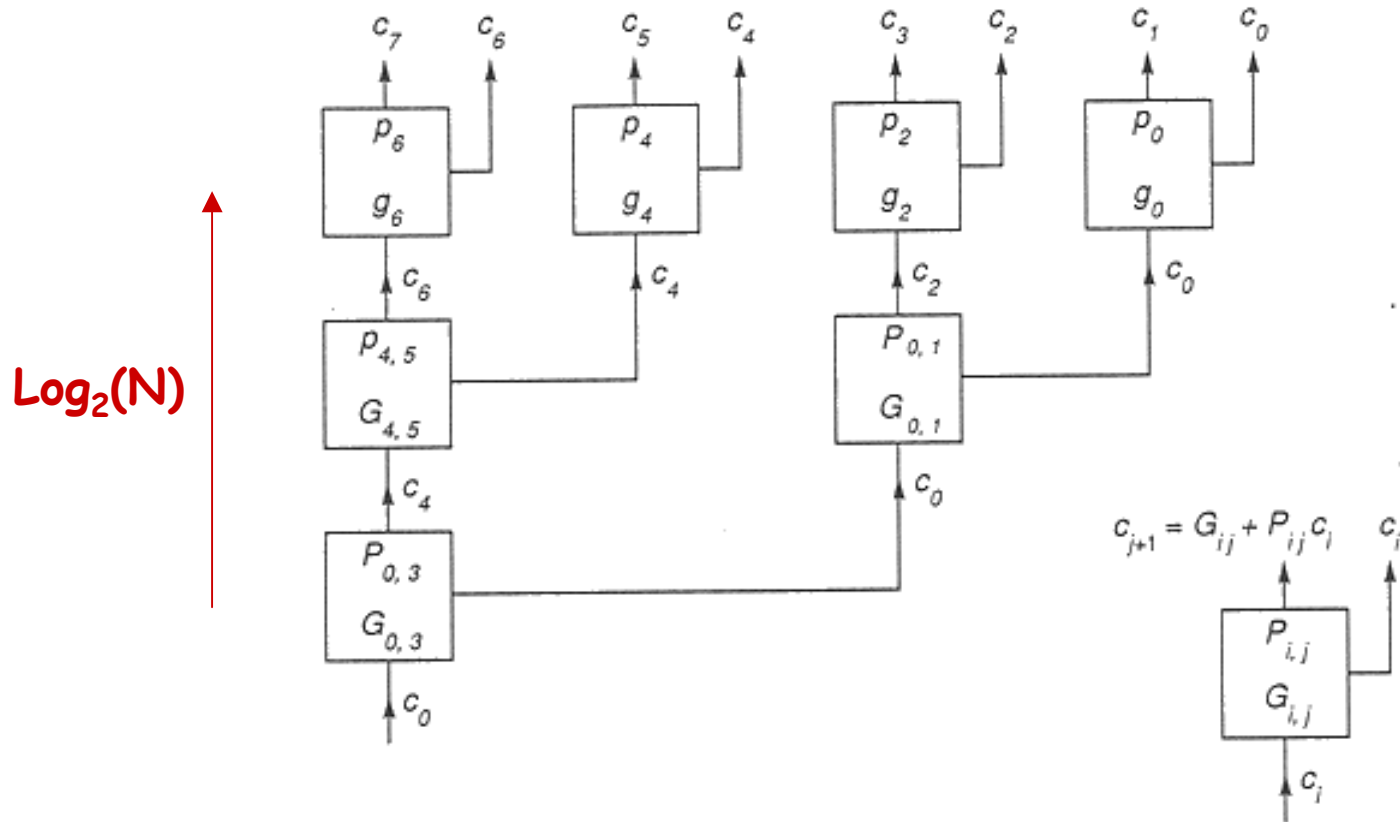 c₇ c₆ c₅ c₄ c₃ c₂ c₁ c₀
p₆ p₄ p₂ p₀
g₆ g₄ g₂ g₀
c₆ c₄ c₂ c₀
p₄,₅ P₀,₁
Log₂(N)
G₄,₅ G₀,₁
c₄ c₀
cⱼ₊₁ = Gᵢⱼ + Pᵢⱼcᵢ cᵢ
P₀,₃
G₀,₃
Pᵢ,ⱼ
Gᵢ,ⱼ
c₀
cᵢ